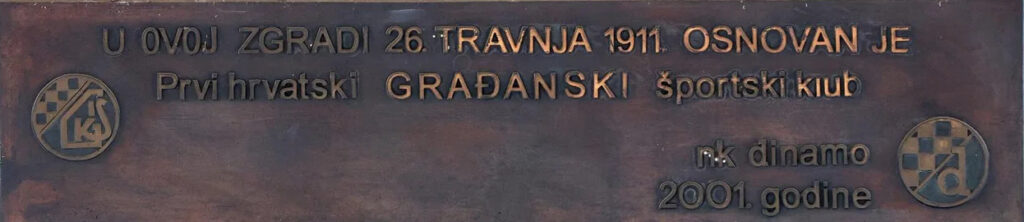 U OVOJ ZGRADI 26. TRAVNJA 1911. OSNOVAN JE
Prvi hrvatski GRAĐANSKI športski klub
nk dinamo
2001. godine